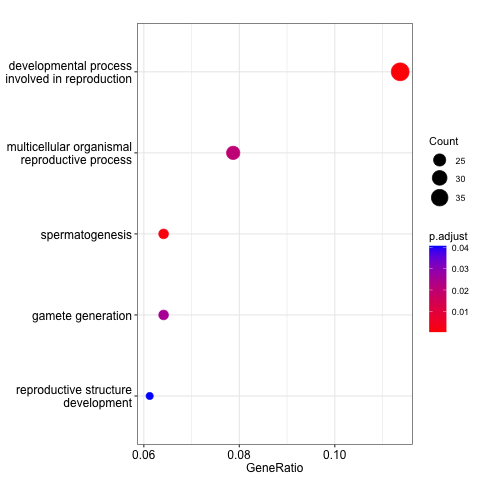 developmental process
involved in reproduction
multicellular organismal
reproductive process
spermatogenesis
gamete generation
reproductive structure
development
0.06
0.08
0.10
GeneRatio
Count
25
30
35
p.adjust
0.04
0.03
0.02
0.01